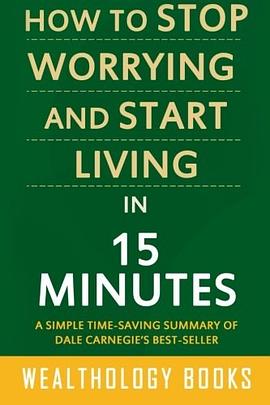 HOW TO STOP
WORRYING
AND START
LIVING
IN
15
MINUTES
A SIMPLE TIME-SAVING SUMMARY OF
DALE CARNEGIE'S BEST-SELLER
WEALTHOLOGY BOOKS